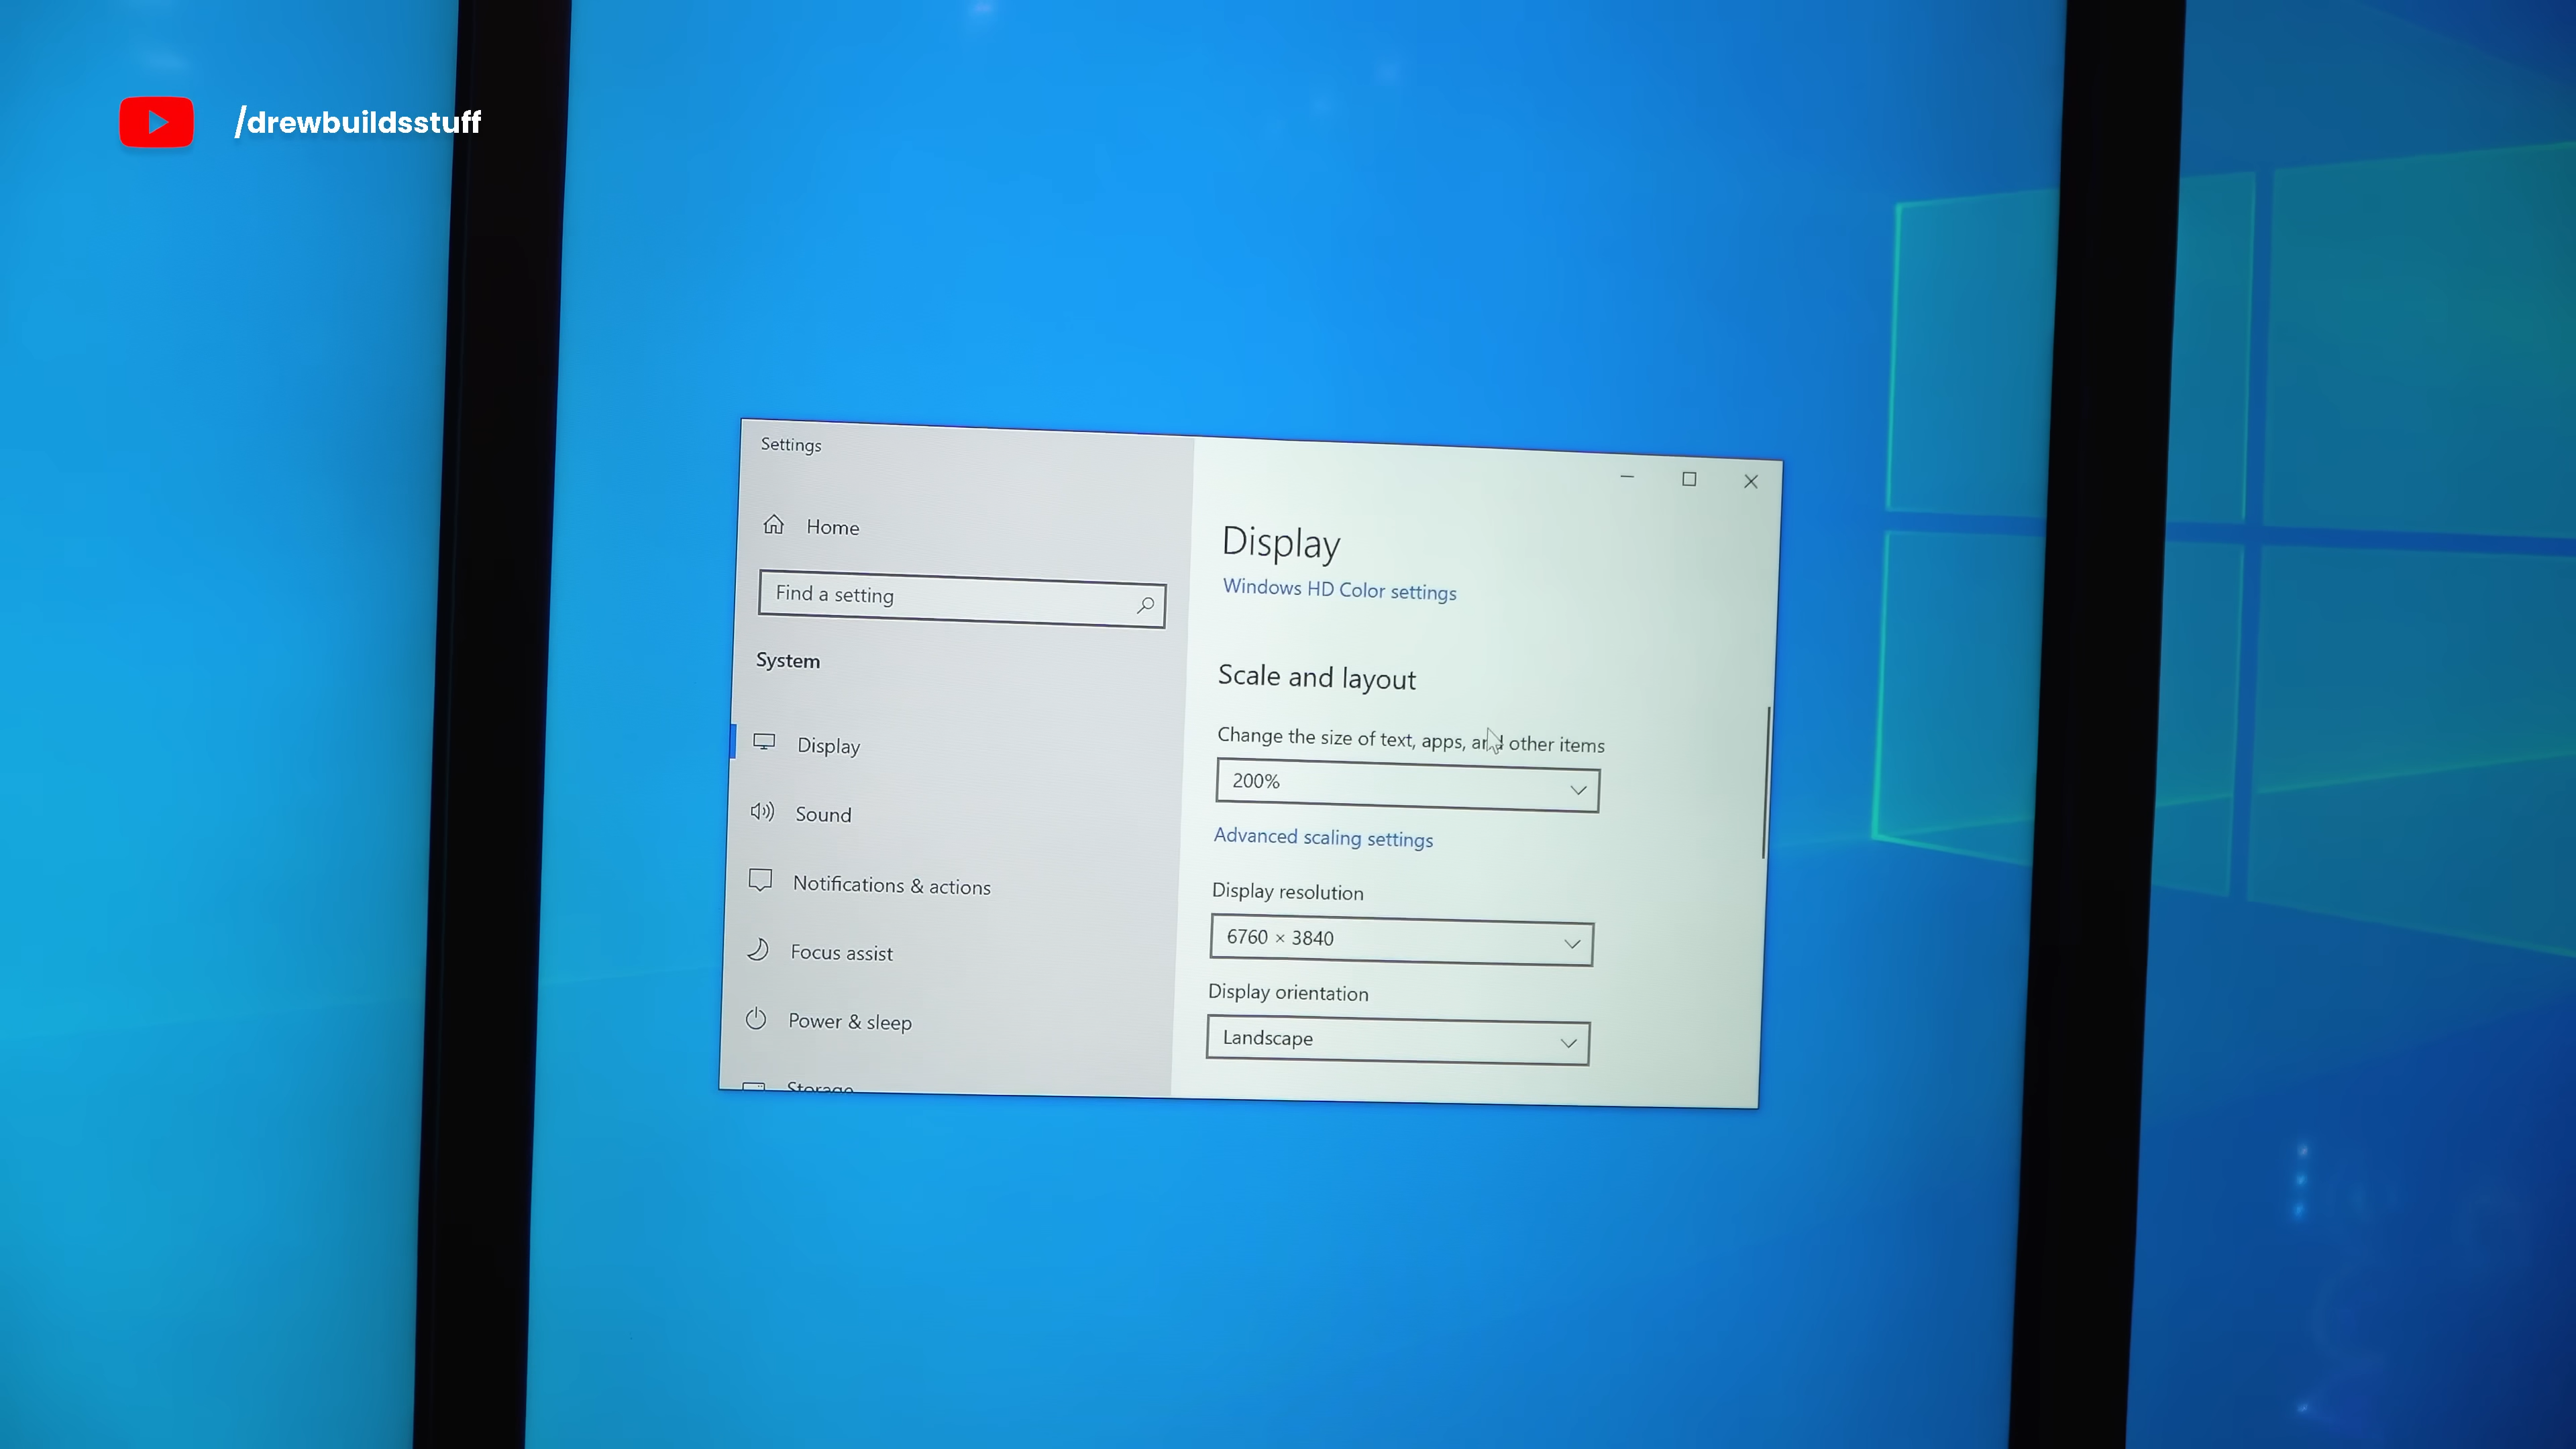 /drewbuildsstuff
Settings
Home
Find a setting
System
Display
Sound
Notifications & actions
Focus assist
Power & sleep
Storage
Display
Windows HD Color settings
Scale and layout
Change the size of text, apps, and other items
200%
Advanced scaling settings
Display resolution
6760 × 3840
Display orientation
Landscape